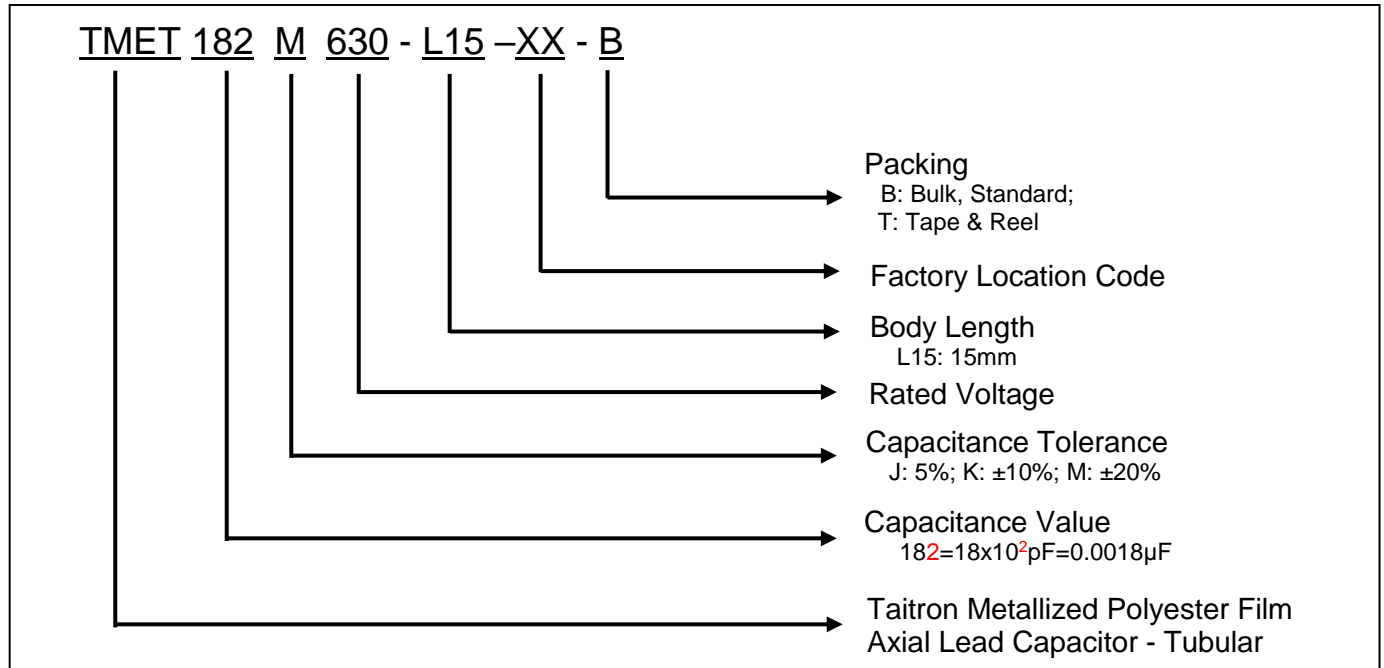 TMET 182 M 630 - L15 –XX - B
Packing
B: Bulk, Standard;
T: Tape & Reel
Factory Location Code
Body Length
L15: 15mm
Rated Voltage
Capacitance Tolerance
J: 5%; K: ±10%; M: ±20%
Capacitance Value
182=18x10²pF=0.0018µF
Taitron Metallized Polyester Film
Axial Lead Capacitor - Tubular